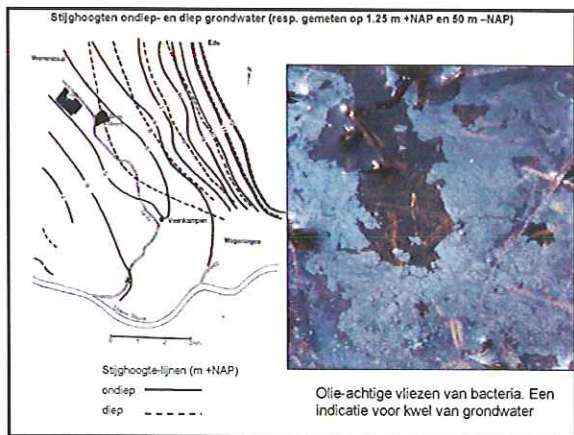 Stijghoogten ondiep- en diep grondwater (resp. gemeten op 1.25 m +NAP en 50 m –NAP)
Ede
Veenkampen
Wageningen
Stijghoogte-lijnen (m +NAP)
ondiep
diep
Olie-achtige vliezen van bacteria. Een
indicatie voor kwel van grondwater